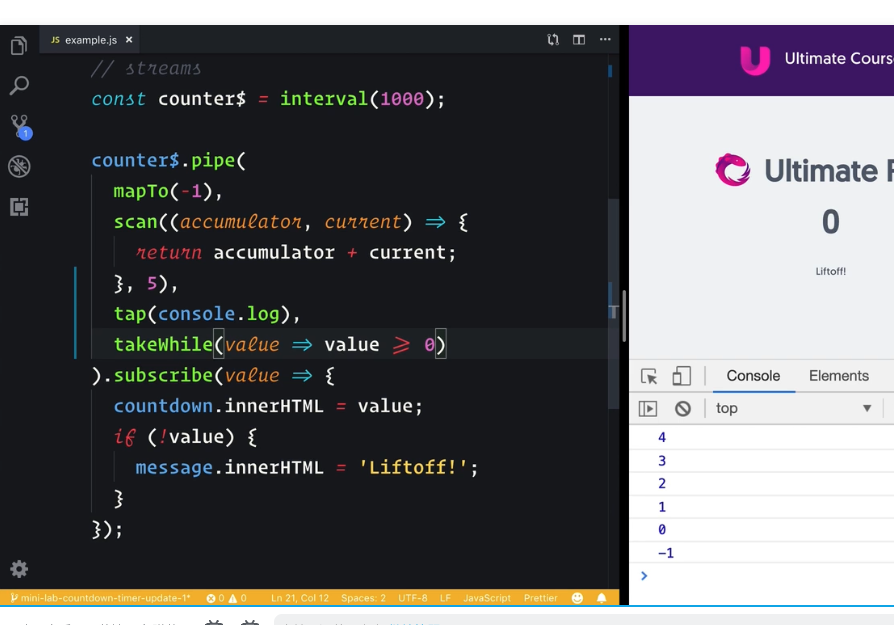 JS example.js ×
// streams
const counter$ = interval(1000);
counter$.pipe(
mapTo(-1),
scan((accumulator, current) ⇒ {
return accumulator + current;
}, 5),
tap(console.log),
takeWhile(value ⇒ value ≥ 0)
).subscribe(value ⇒ {
countdown.innerHTML = value;
if (!value) {
message.innerHTML = 'Liftoff!';
}
});
1
mini-lab-countdown-timer-update-1* 0 0 Ln 21, Col 12 Spaces: 2 UTF-8 LF JavaScript Prettier
Ultimate Cours
Ultimate
0
Liftoff!
Console Elements
top
4
3
2
1
0
-1